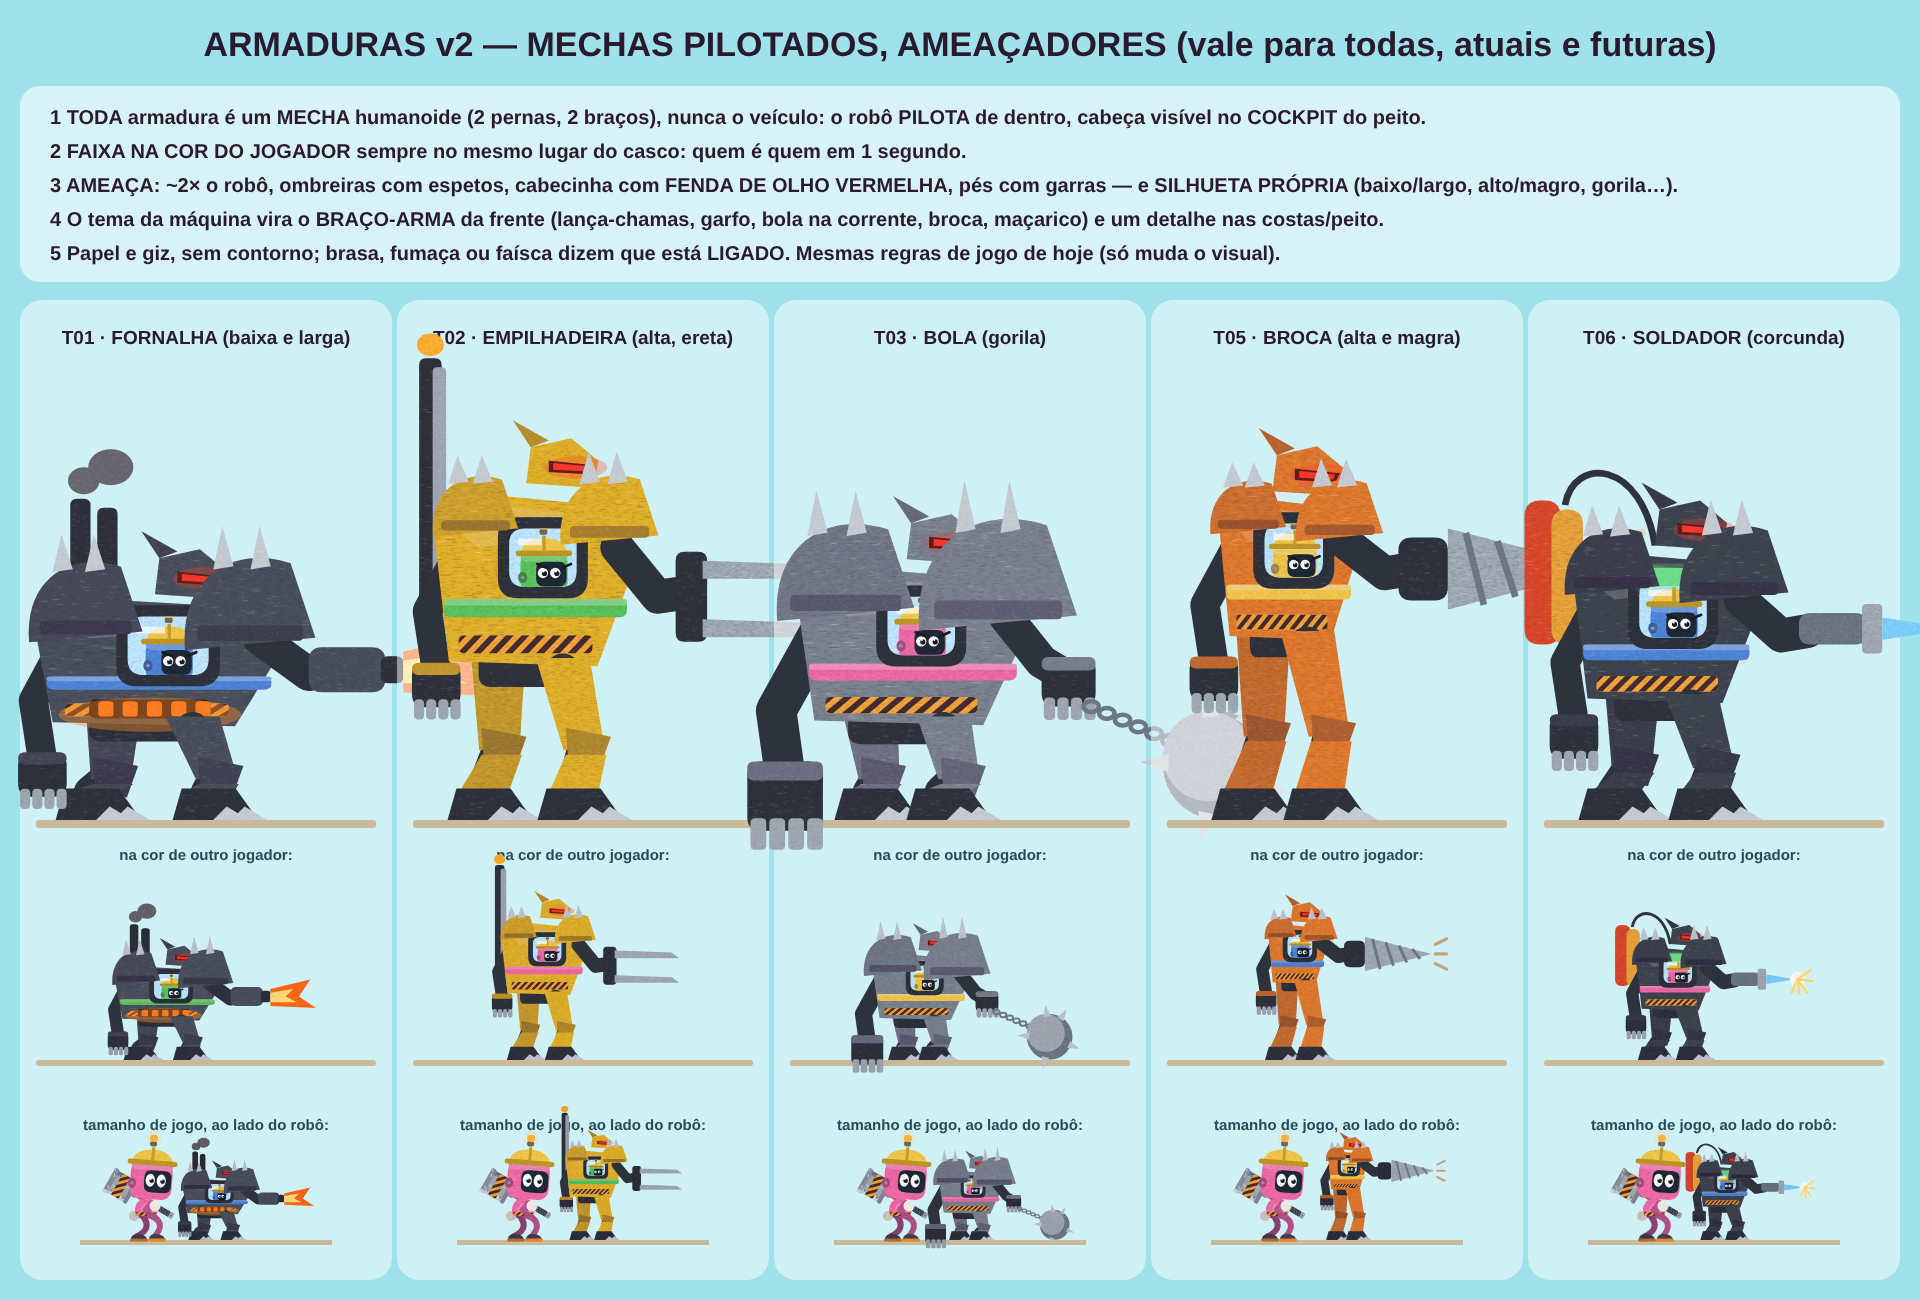 ARMADURAS v2 — MECHAS PILOTADOS, AMEAÇADORES (vale para todas, atuais e futuras)
1 TODA armadura é um MECHA humanoide (2 pernas, 2 braços), nunca o veículo: o robô PILOTA de dentro, cabeça visível no COCKPIT do peito.
2 FAIXA NA COR DO JOGADOR sempre no mesmo lugar do casco: quem é quem em 1 segundo.
3 AMEAÇA: ~2× o robô, ombreiras com espetos, cabecinha com FENDA DE OLHO VERMELHA, pés com garras — e SILHUETA PRÓPRIA (baixo/largo, alto/magro, gorila…).
4 O tema da máquina vira o BRAÇO-ARMA da frente (lança-chamas, garfo, bola na corrente, broca, maçarico) e um detalhe nas costas/peito.
5 Papel e giz, sem contorno; brasa, fumaça ou faísca dizem que está LIGADO. Mesmas regras de jogo de hoje (só muda o visual).
T01 · FORNALHA (baixa e larga)
T02 · EMPILHADEIRA (alta, ereta)
T03 · BOLA (gorila)
T05 · BROCA (alta e magra)
T06 · SOLDADOR (corcunda)
na cor de outro jogador:
na cor de outro jogador:
na cor de outro jogador:
na cor de outro jogador:
na cor de outro jogador:
tamanho de jogo, ao lado do robô:
tamanho de jogo, ao lado do robô:
tamanho de jogo, ao lado do robô:
tamanho de jogo, ao lado do robô:
tamanho de jogo, ao lado do robô: